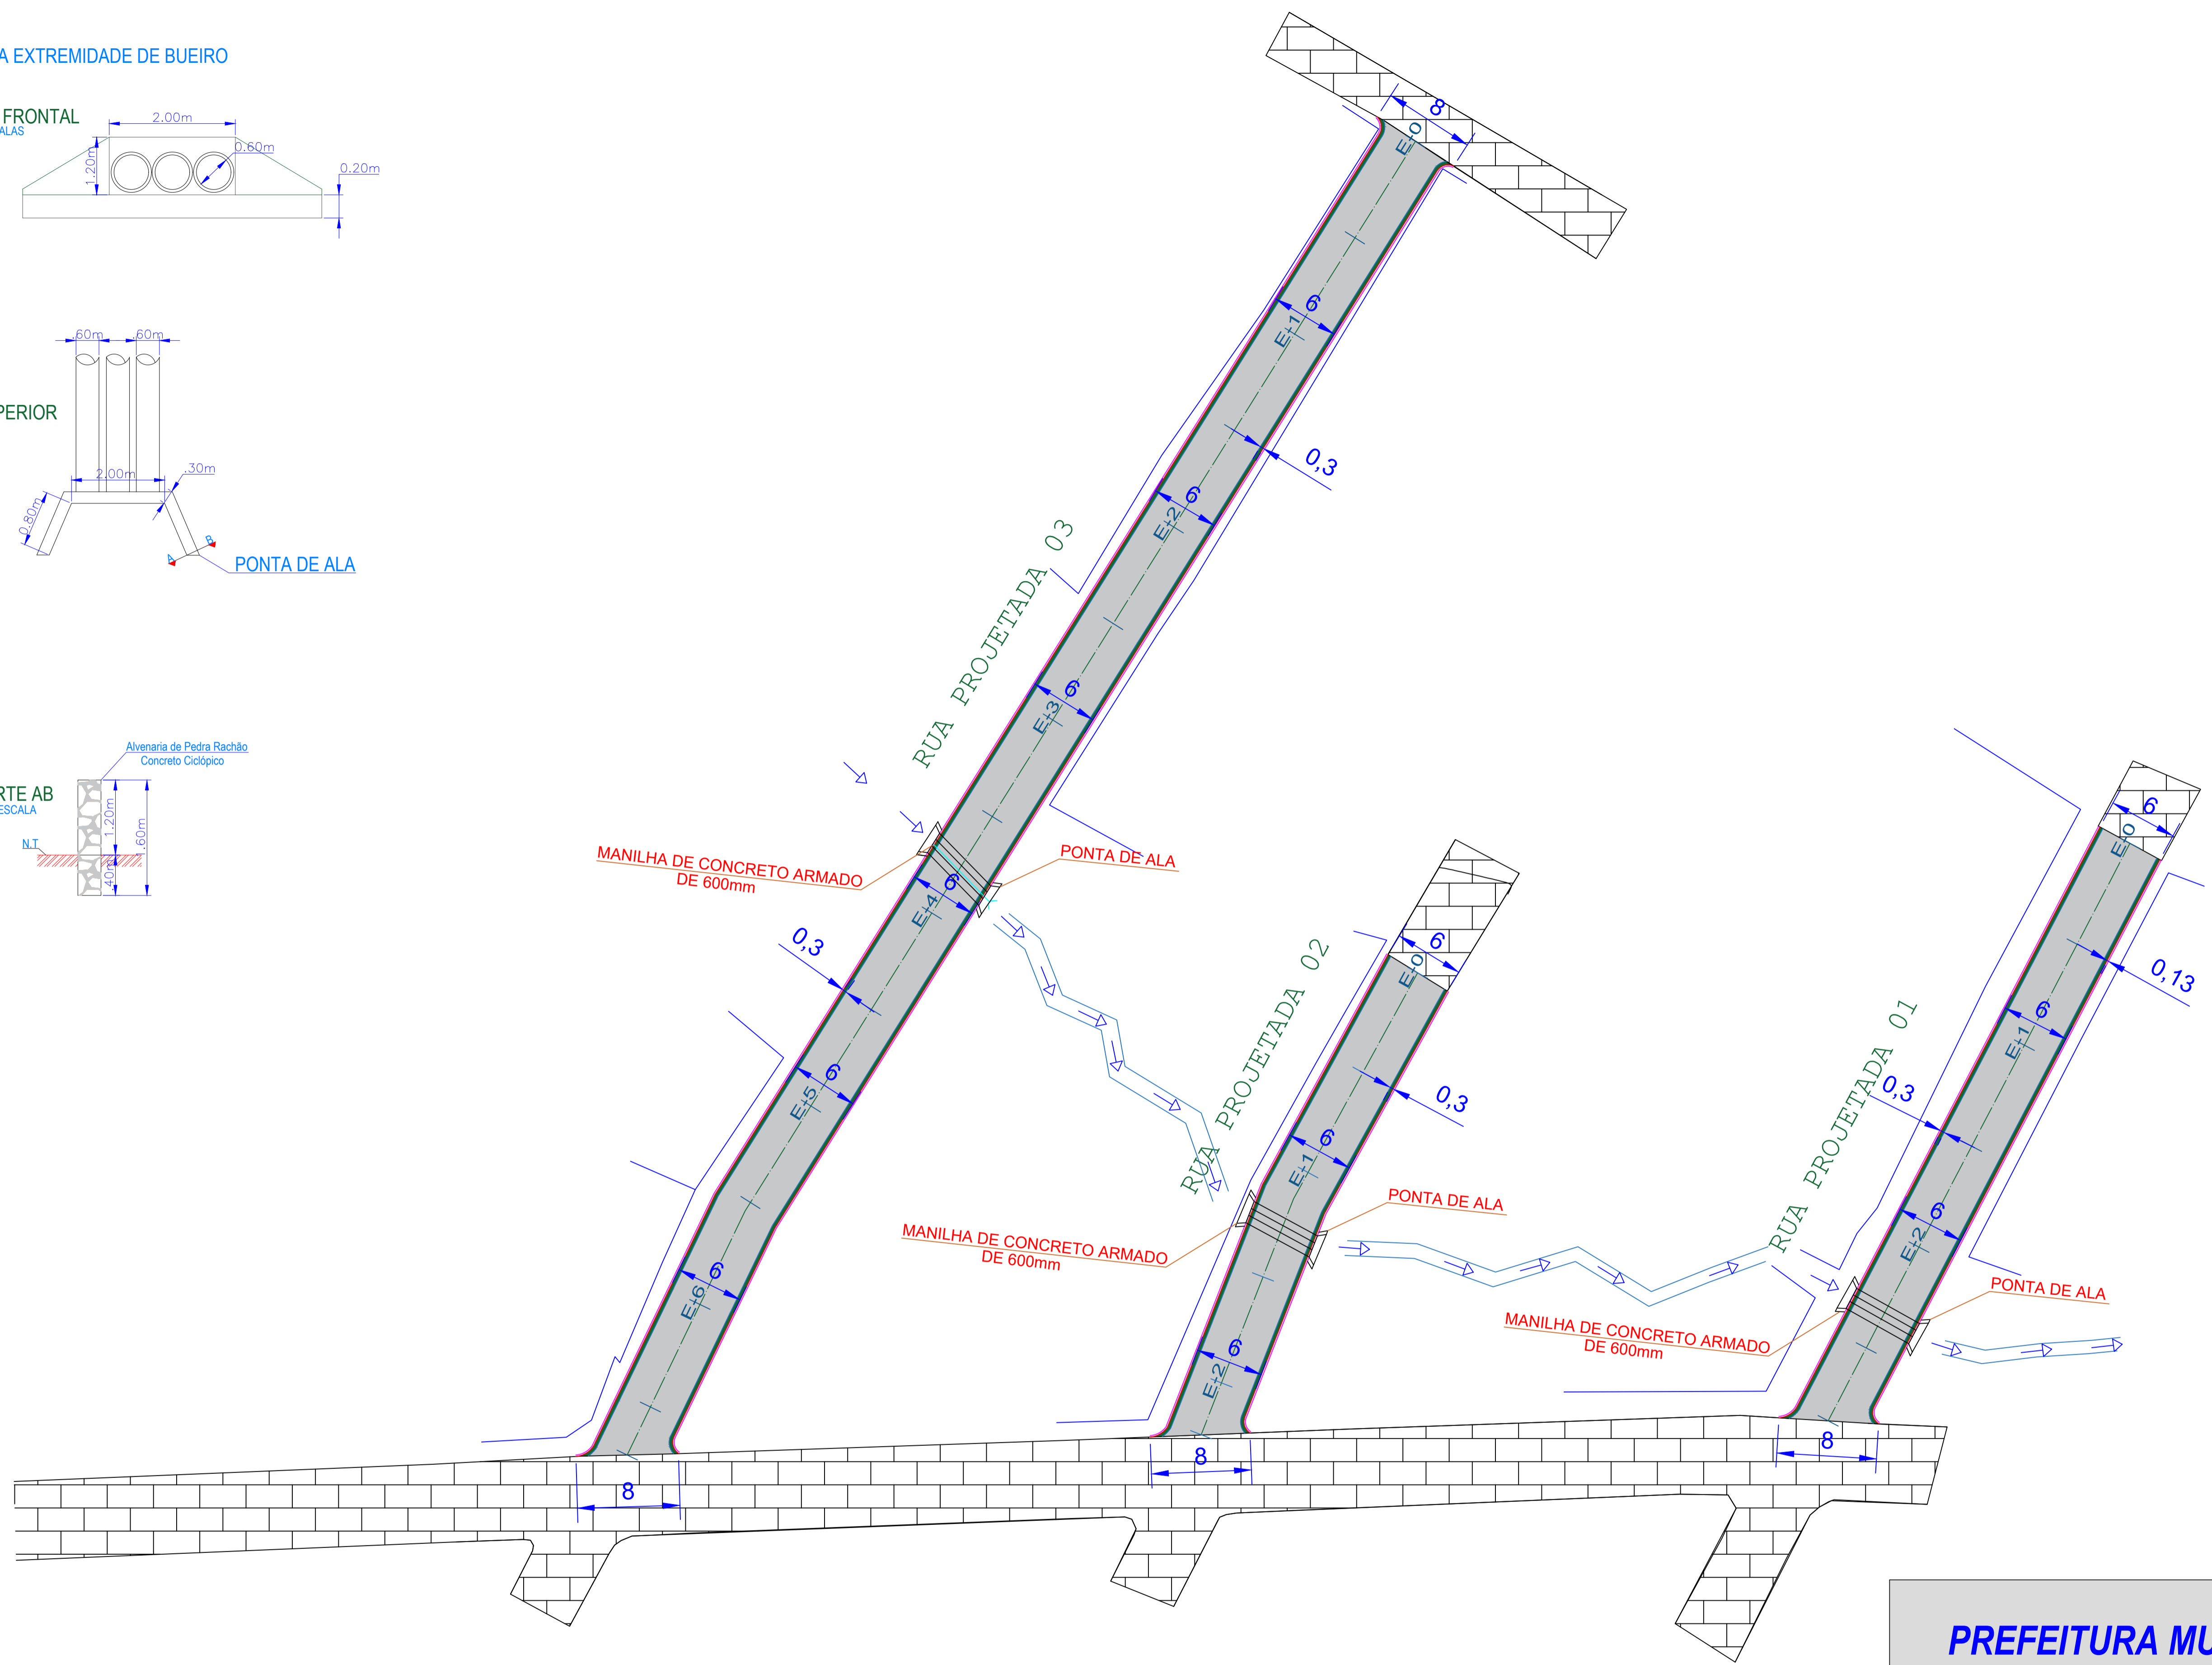 A EXTREMIDADE DE BUEIRO
FRONTAL
ALAS
2.00m
1.20m
0.60m
0.20m
.60m
.60m
PERIOR
2.00m
.30m
0.80m
A
B
PONTA DE ALA
Alvenaria de Pedra Rachão
Concreto Ciclópico
RTE AB
ESCALA
N.T
1.20m
1.60m
.40m
8
E+0
6
E+1
0,3
6
E+2
RUA PROJETADA 03
6
E+3
MANILHA DE CONCRETO ARMADO
DE 600mm
PONTA DE ALA
6
E+4
0,3
6
E+5
6
E+6
8
6
E+0
RUA PROJETADA 02
0,3
6
E+1
MANILHA DE CONCRETO ARMADO
DE 600mm
PONTA DE ALA
6
E+2
8
6
E+0
0,13
RUA PROJETADA 01
6
E+1
0,3
6
E+2
MANILHA DE CONCRETO ARMADO
DE 600mm
PONTA DE ALA
8
PREFEITURA MU